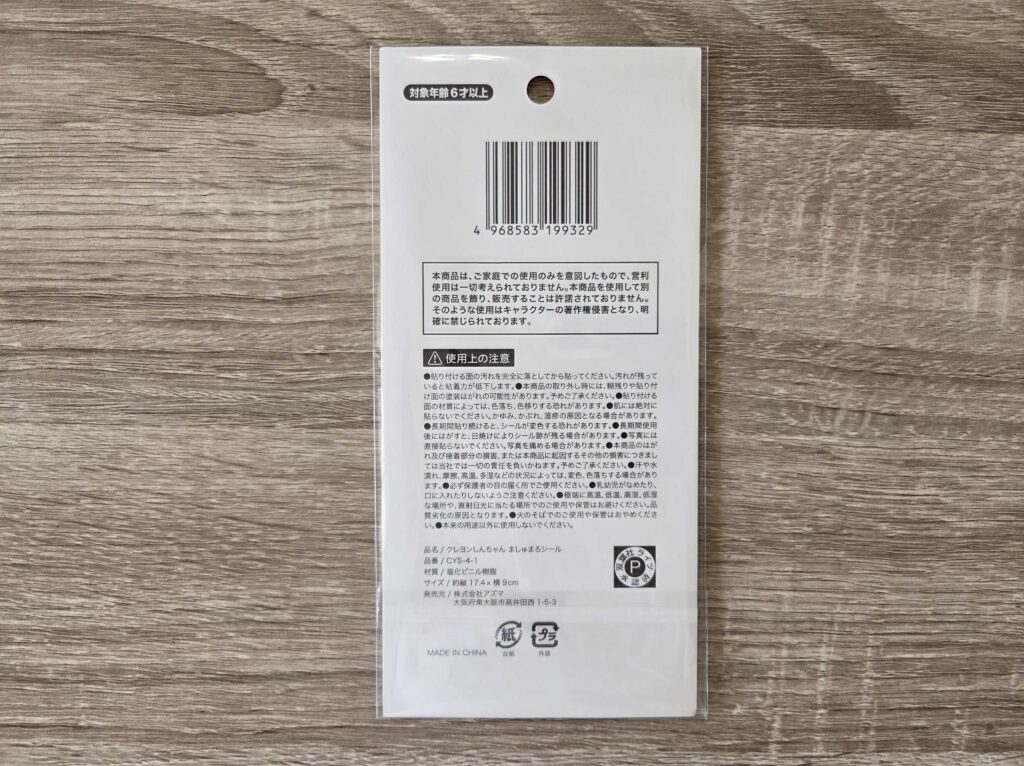 対象年齢6才以上
4 968583 199329
本商品は、ご家庭での使用のみを意図したもので、営利
使用は一切考えられておりません。本商品を使用して別
の商品を飾り、販売することは許諾されておりません。
そのような使用はキャラクターの著作権侵害となり、明
確に禁じられております。
使用上の注意
●貼り付ける面の汚れを完全に落としてから貼ってください。汚れが残って
いると粘着力が低下します。●本商品の取り外し時には、糊残りや貼り付
け面の塗装はがれの可能性があります。予めご了承ください。●貼り付ける
面の材質によっては、色落ち、色移りする恐れがあります。●肌には絶対に
貼らないでください。かゆみ、かぶれ、湿疹の原因となる場合があります。
●長期間貼り続けると、シールが変色する恐れがあります。●長期間使用
後にはがすと、日焼けによりシール跡が残る場合があります。●写真には
直接貼らないでください。写真を痛める場合があります。●本商品のはが
れ及び接着部分の損害、または本商品に起因するその他の損害につきまし
ては当社では一切の責任を負いかねます。予めご了承ください。●汗や水
濡れ、摩擦、高温、多湿などの状況によっては、変色、色落ちする場合があり
ます。●必ず保護者の目の届く所でご使用ください。●乳幼児がなめたり、
口に入れたりしないようご注意ください。●極端に高温、低温、高湿、低湿
な場所や、直射日光に当たる場所でのご使用や保管はお避けください。品
質劣化の原因となります。●火のそばでのご使用や保管はおやめくださ
い。●本来の用途以外に使用しないでください。
品名 / クレヨンしんちゃん ましゅまろシール
品番 / CYS-4-1
材質 / 塩化ビニル樹脂
サイズ / 約縦 17.4×横 9cm
発売元 / 株式会社アズマ
大阪府東大阪市高井田西 1-5-3
双葉社 ライツ
P
承認済
紙
台紙
プラ
外袋
MADE IN CHINA